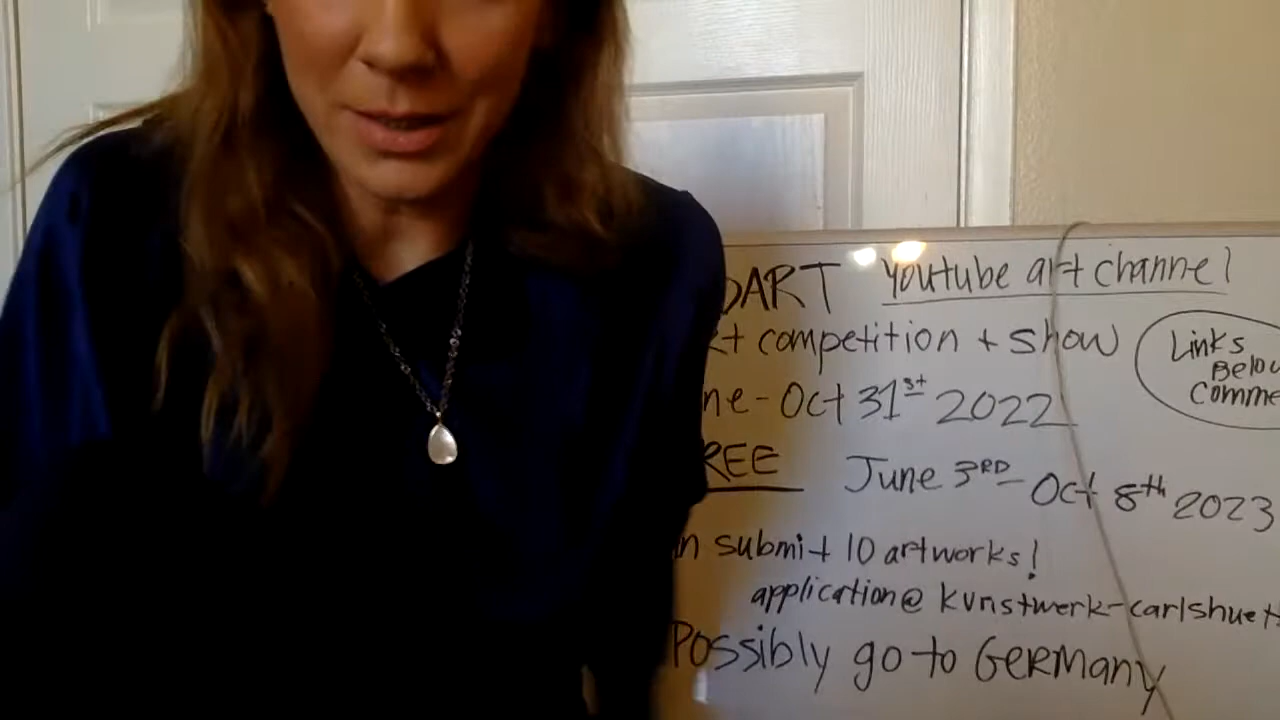 DART Youtube art channel
competition + show
Links
Below
Comme
ne - Oct 31st 2022
REE June 3RD - Oct 8th 2023
n submit 10 artworks!
application@ kunstwerk-carlshuet
Possibly go to GERMANY